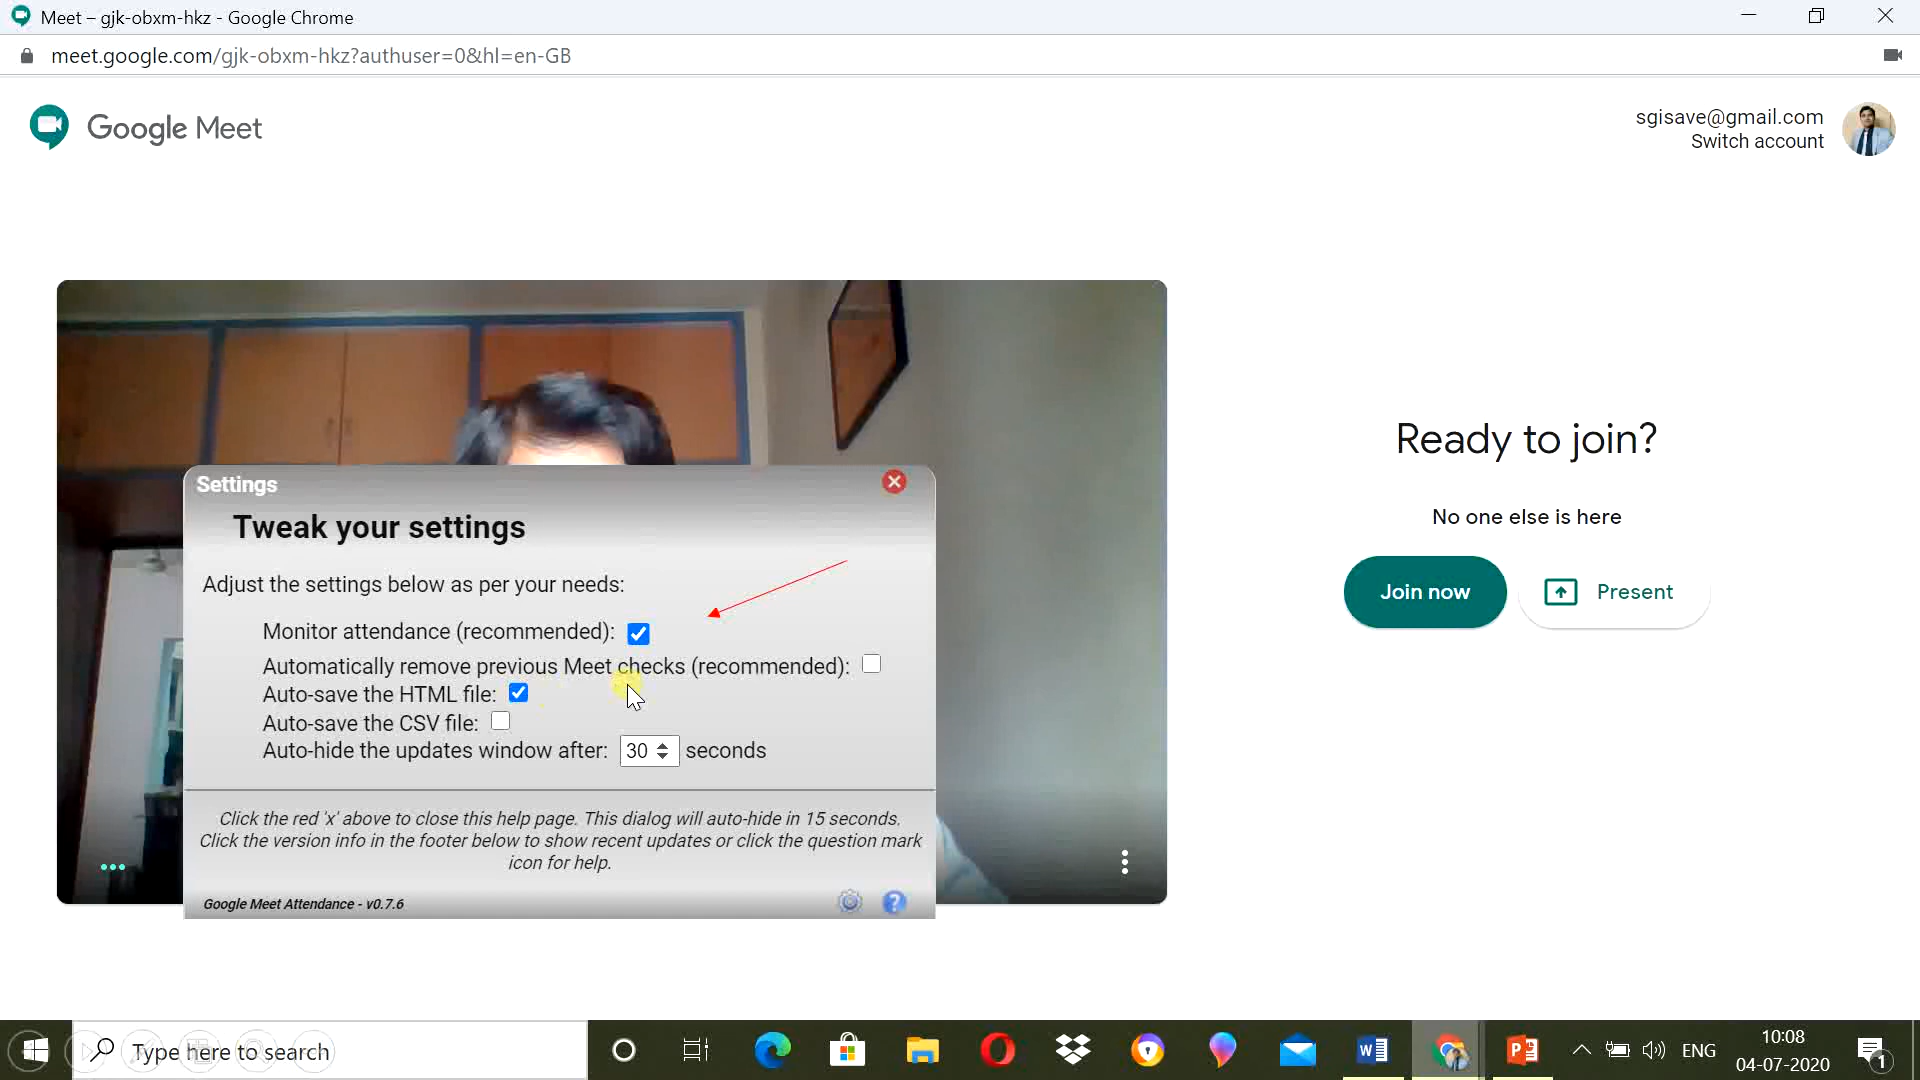 Meet – gjk-obxm-hkz - Google Chrome
meet.google.com/gjk-obxm-hkz?authuser=0&hl=en-GB
Google Meet
sgisave@gmail.com
Switch account
Settings
Tweak your settings
Adjust the settings below as per your needs:
Monitor attendance (recommended):
Automatically remove previous Meet checks (recommended):
Auto-save the HTML file:
Auto-save the CSV file:
Auto-hide the updates window after: 30 seconds
Click the red 'x' above to close this help page. This dialog will auto-hide in 15 seconds.
Click the version info in the footer below to show recent updates or click the question mark
icon for help.
Google Meet Attendance - v0.7.6
Ready to join?
No one else is here
Join now
Present
Type here to search
ENG
10:08
04-07-2020
1